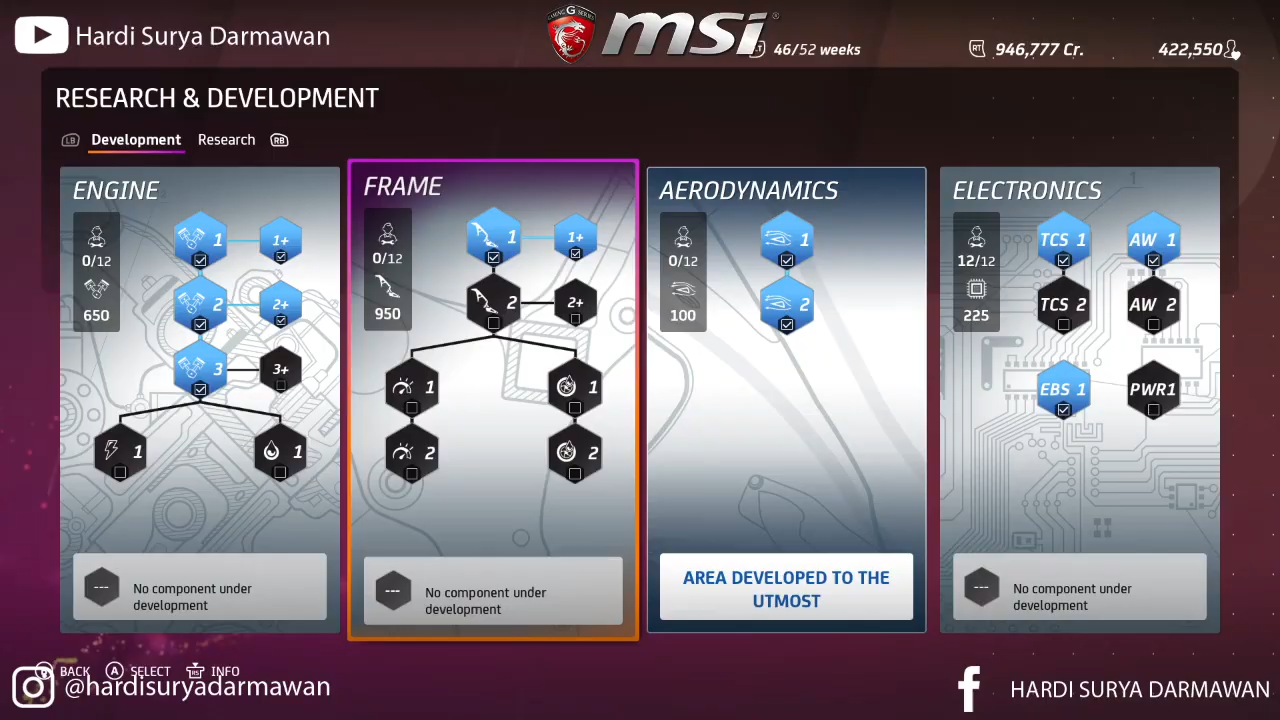 Hardi Surya Darmawan
GAMING G SERIES
msi
46/52 weeks
RT 946,777 Cr.
422,550
RESEARCH & DEVELOPMENT
LB Development Research RB
ENGINE
0/12
650
1 1+
2 2+
3 3+
1 1
No component under
development
FRAME
0/12
950
1 1+
2 2+
1 1
2 2
No component under
development
AERODYNAMICS
0/12
100
1
2
AREA DEVELOPED TO THE
UTMOST
ELECTRONICS
12/12
225
TCS 1 AW 1
TCS 2 AW 2
EBS 1 PWR1
No component under
development
BACK A SELECT INFO
@hardisuryadarmawan
HARDI SURYA DARMAWAN